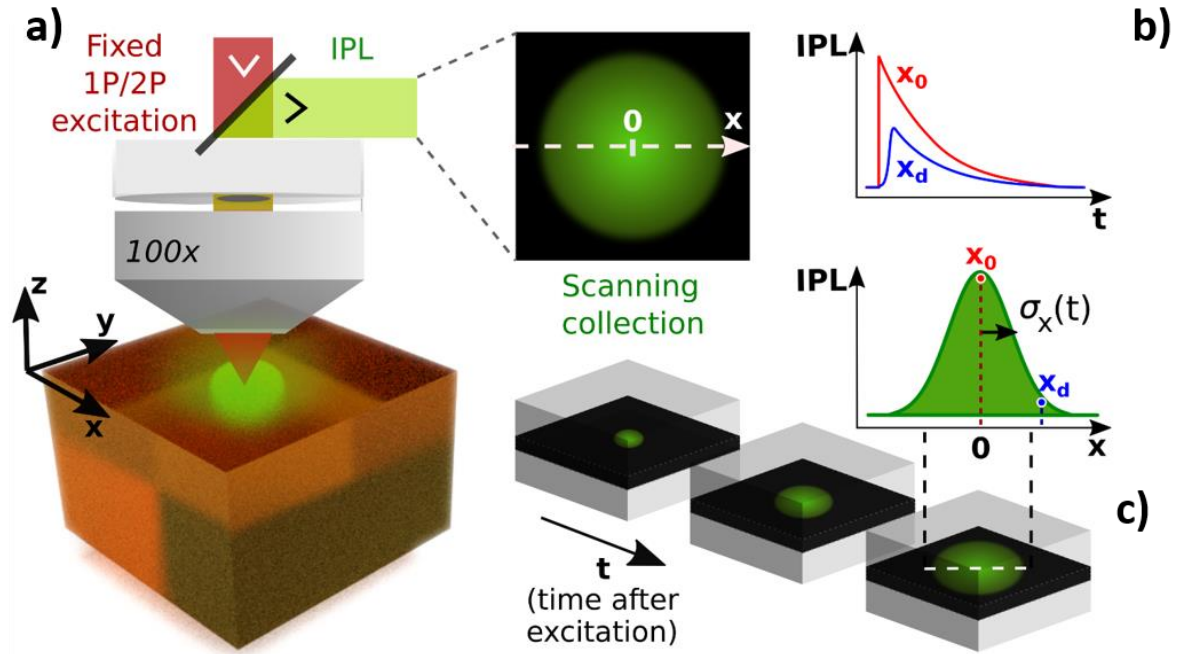 a)
Fixed
1P/2P
excitation
IPL
100x
z
y
x
0
x
Scanning
collection
t
(time after
excitation)
b)
IPL
x0
xd
t
IPL
x0
σx(t)
xd
0
x
c)